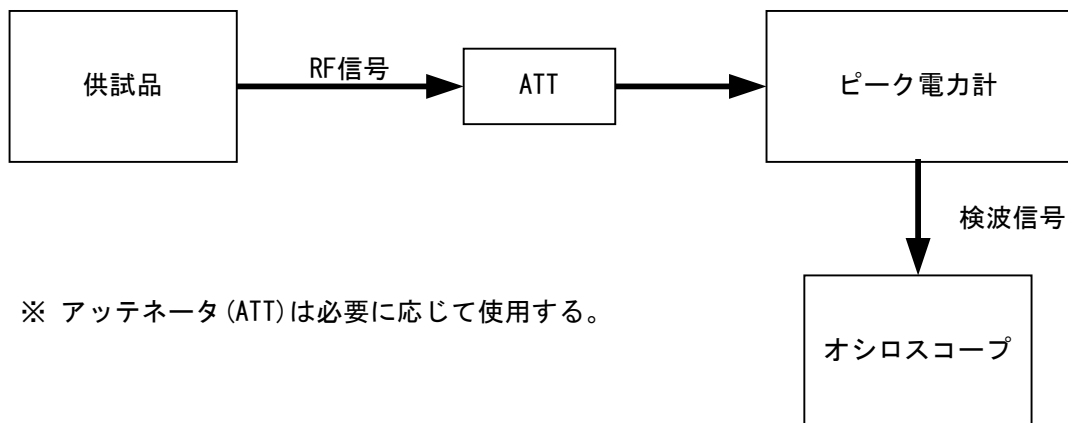 供試品
RF信号
ATT
ピーク電力計
検波信号
※ アッテネータ(ATT)は必要に応じて使用する。
オシロスコープ